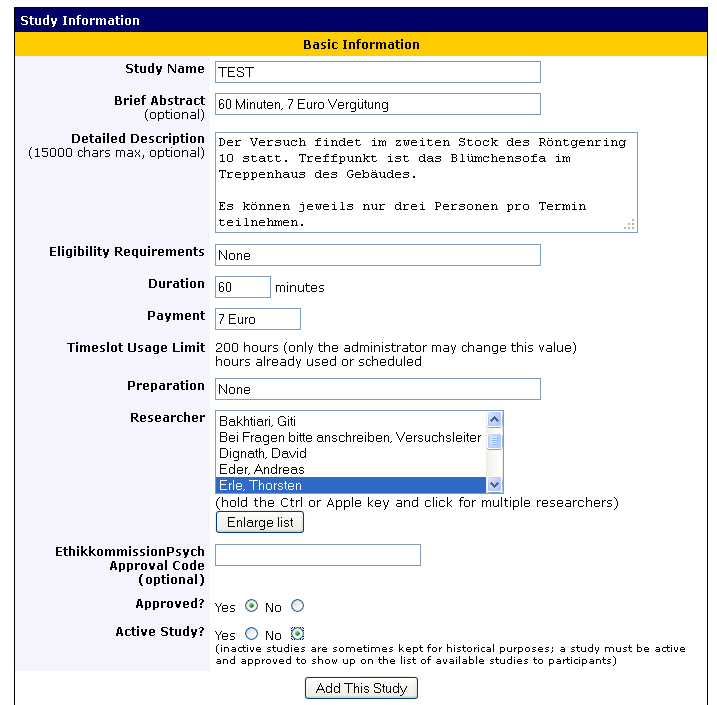 Study Information
Basic Information
Study Name TEST
Brief Abstract 60 Minuten, 7 Euro Vergütung
(optional)
Detailed Description
(15000 chars max, optional)
Der Versuch findet im zweiten Stock des Röntgenring
10 statt. Treffpunkt ist das Blümchensofa im
Treppenhaus des Gebäudes.
Es können jeweils nur drei Personen pro Termin
teilnehmen.
Eligibility Requirements None
Duration 60 minutes
Payment 7 Euro
Timeslot Usage Limit 200 hours (only the administrator may change this value)
hours already used or scheduled
Preparation None
Researcher Bakhtiari, Giti
Bei Fragen bitte anschreiben, Versuchsleiter
Dignath, David
Eder, Andreas
Erle, Thorsten
(hold the Ctrl or Apple key and click for multiple researchers)
Enlarge list
EthikkommissionPsych
Approval Code
(optional)
Approved? Yes No
Active Study? Yes No
(inactive studies are sometimes kept for historical purposes; a study must be active
and approved to show up on the list of available studies to participants)
Add This Study